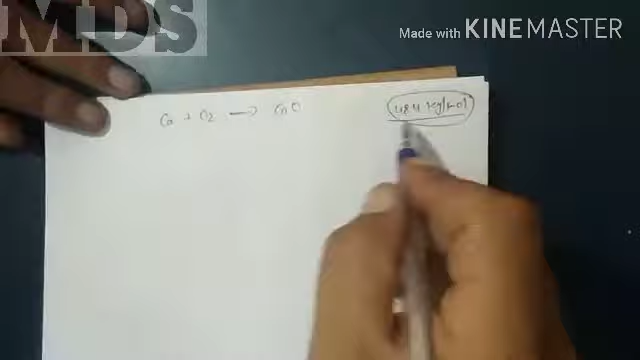 MDS
Made with KINEMASTER
Ca + O2 → CaO
484 kJ/mol